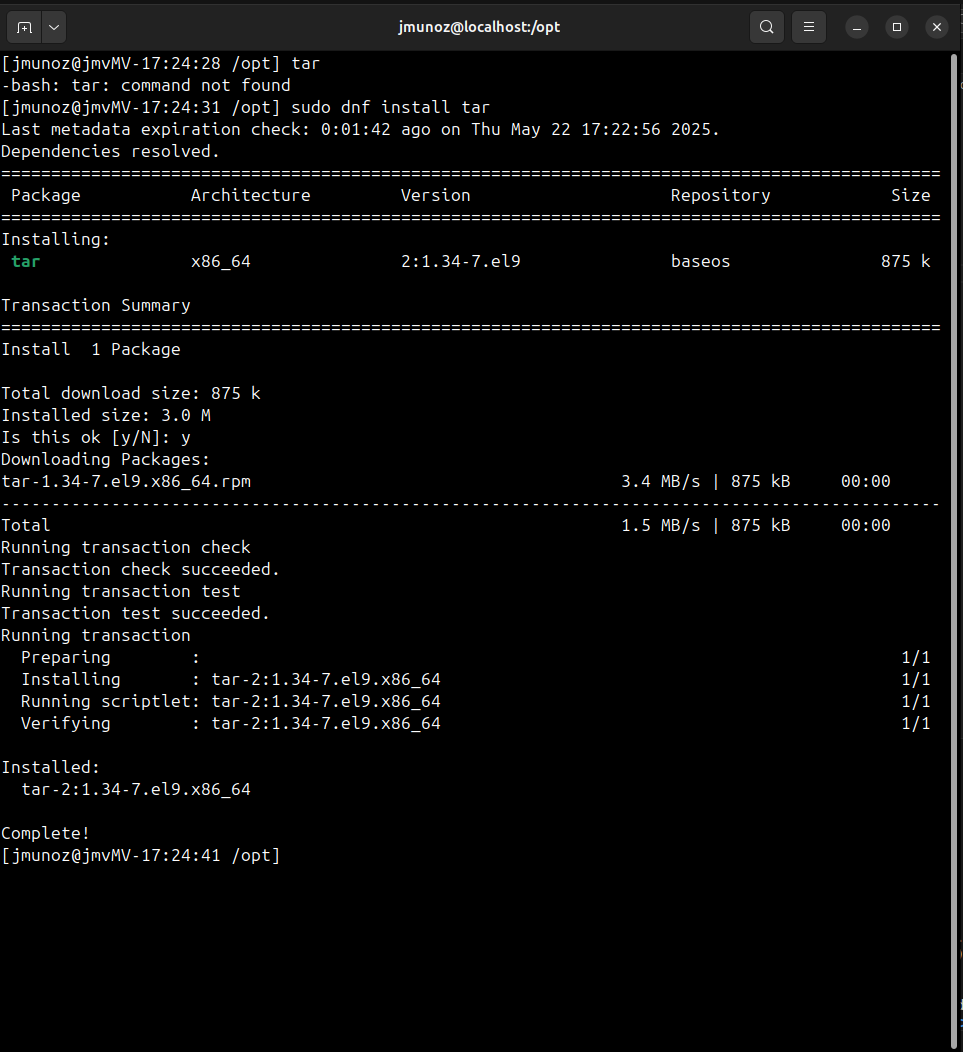 jmunoz@localhost:/opt
[jmunoz@jmvMV-17:24:28 /opt] tar
-bash: tar: command not found
[jmunoz@jmvMV-17:24:31 /opt] sudo dnf install tar
Last metadata expiration check: 0:01:42 ago on Thu May 22 17:22:56 2025.
Dependencies resolved.
================================================================================
Package Architecture Version Repository Size
================================================================================
Installing:
tar x86_64 2:1.34-7.el9 baseos 875 k
Transaction Summary
================================================================================
Install 1 Package
Total download size: 875 k
Installed size: 3.0 M
Is this ok [y/N]: y
Downloading Packages:
tar-1.34-7.el9.x86_64.rpm 3.4 MB/s | 875 kB 00:00
--------------------------------------------------------------------------------
Total 1.5 MB/s | 875 kB 00:00
Running transaction check
Transaction check succeeded.
Running transaction test
Transaction test succeeded.
Running transaction
Preparing : 1/1
Installing : tar-2:1.34-7.el9.x86_64 1/1
Running scriptlet: tar-2:1.34-7.el9.x86_64 1/1
Verifying : tar-2:1.34-7.el9.x86_64 1/1
Installed:
tar-2:1.34-7.el9.x86_64
Complete!
[jmunoz@jmvMV-17:24:41 /opt]